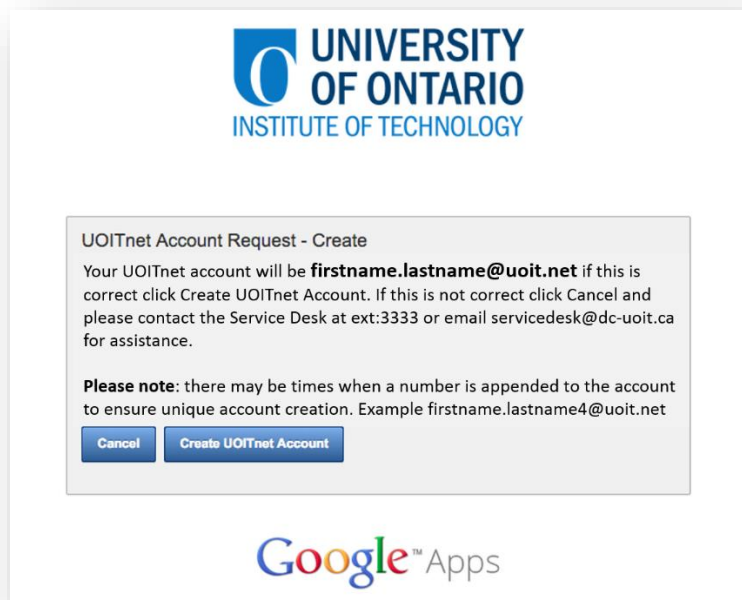 UNIVERSITY
OF ONTARIO
INSTITUTE OF TECHNOLOGY
UOITnet Account Request - Create
Your UOITnet account will be firstname.lastname@uoit.net if this is
correct click Create UOITnet Account. If this is not correct click Cancel and
please contact the Service Desk at ext:3333 or email servicedesk@dc-uoit.ca
for assistance.
Please note: there may be times when a number is appended to the account
to ensure unique account creation. Example firstname.lastname4@uoit.net
Cancel Create UOITnet Account
Google™ Apps